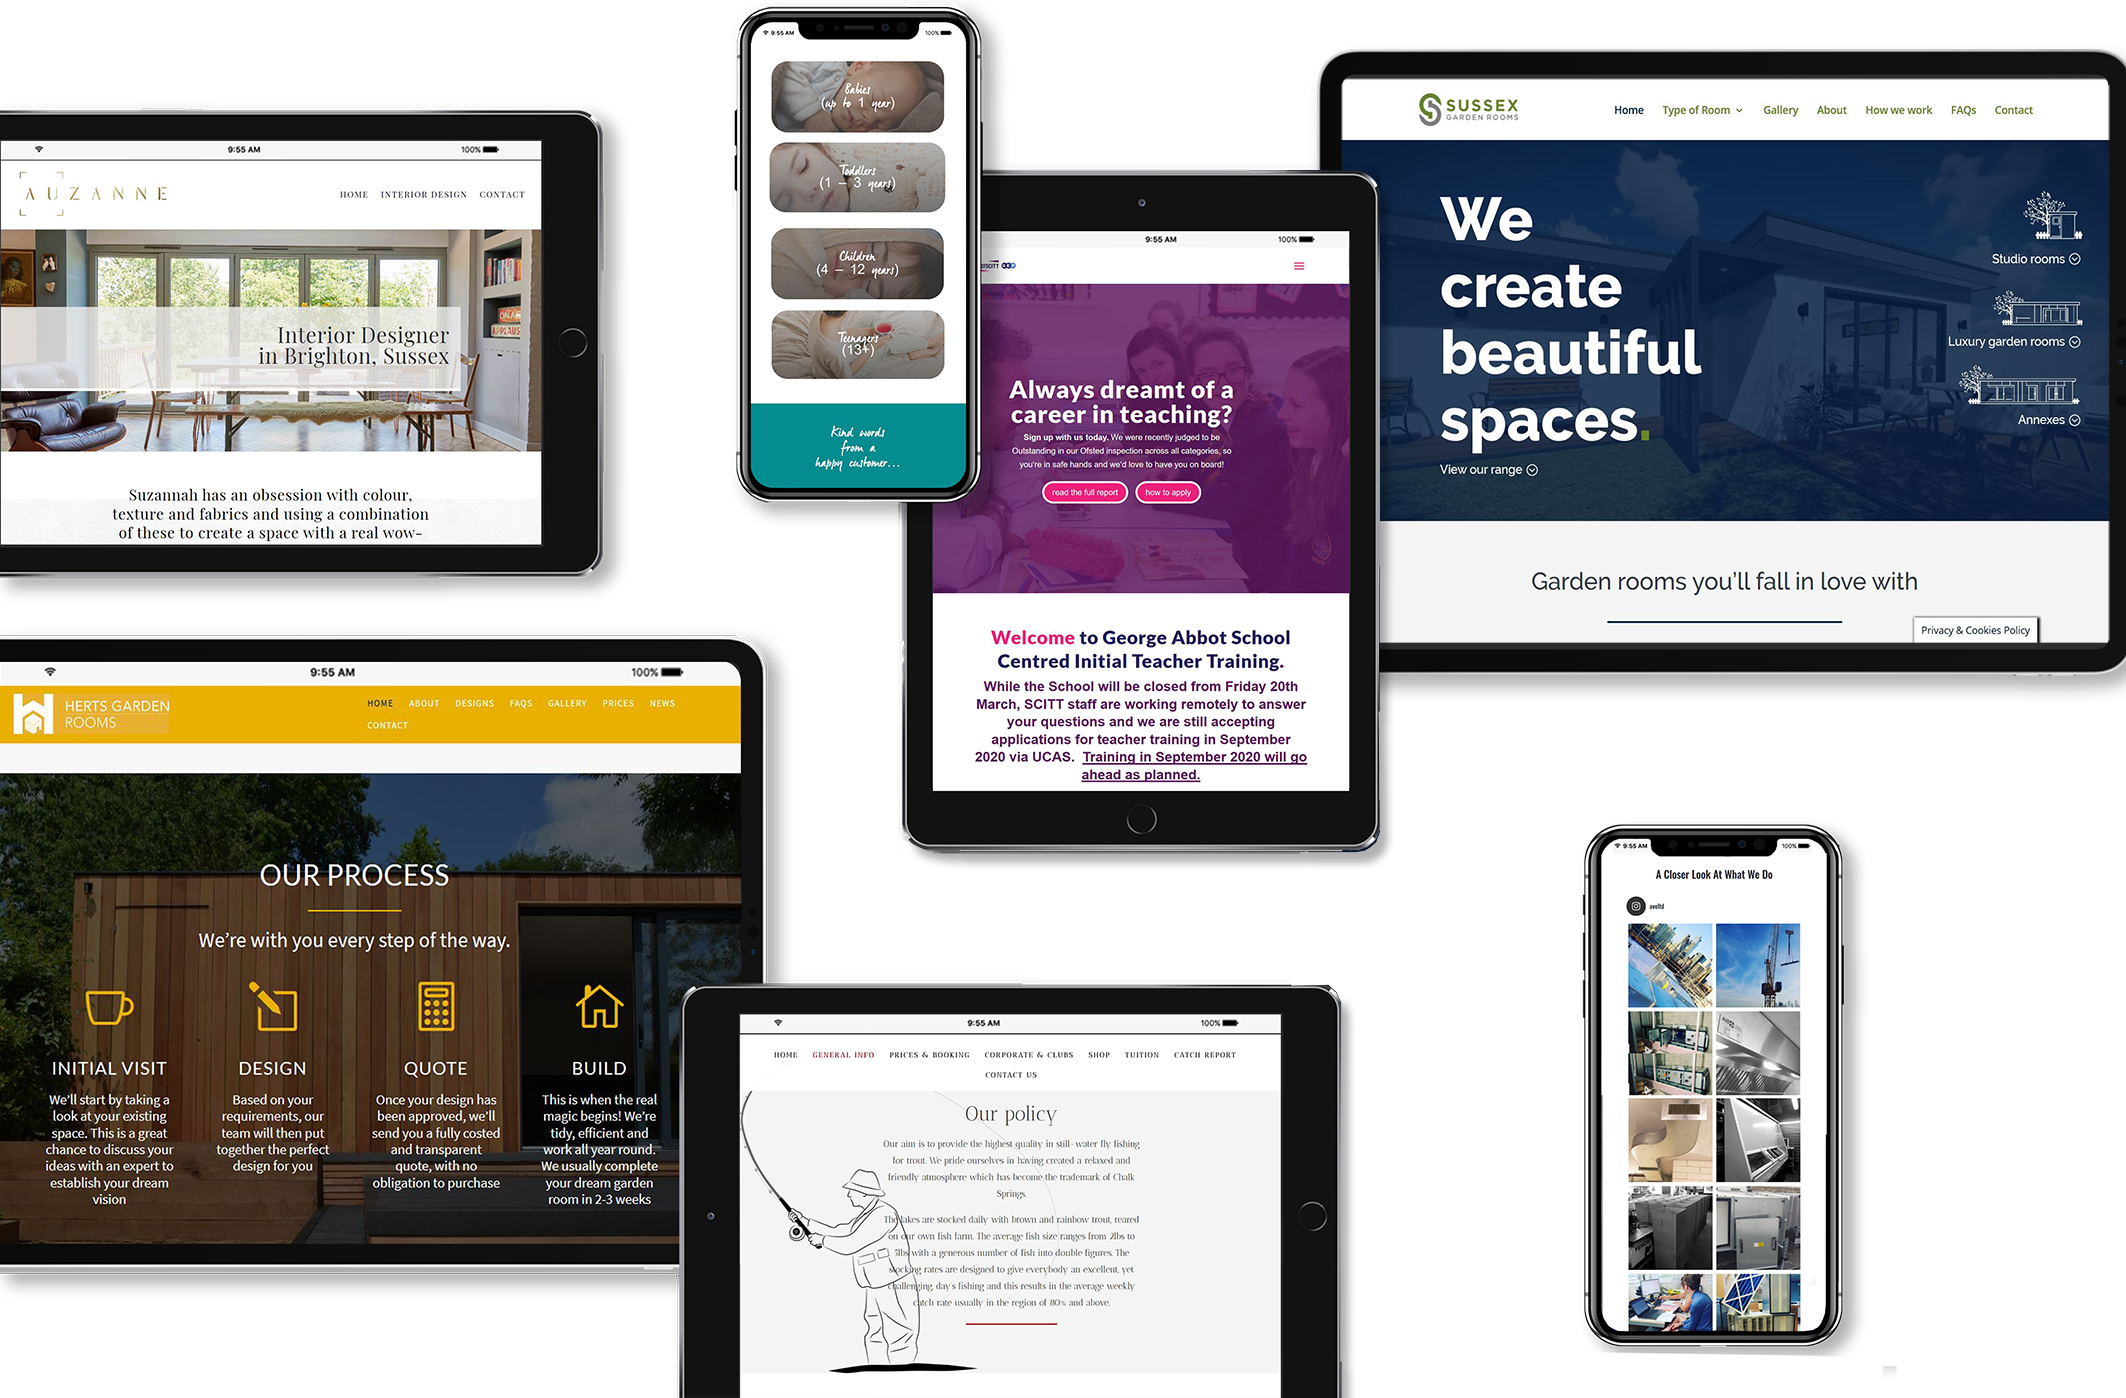 9:55 AM
100%
AUZANNE
HOME INTERIOR DESIGN CONTACT
Interior Designer
in Brighton, Sussex
ON A
APPLAUSE
Suzannah has an obsession with colour,
texture and fabrics and using a combination
of these to create a space with a real wow-
9:55 AM
100%
Babies
(up to 1 year)
Toddlers
(1 – 3 years)
Children
(4 – 12 years)
Teenagers
(13+)
Kind words
from a
happy customer...
9:55 AM
100%
Always dreamt of a
career in teaching?
Sign up with us today. We were recently judged to be
Outstanding in our Ofsted inspection across all categories, so
you're in safe hands and we'd love to have you on board!
read the full report how to apply
Welcome to George Abbot School
Centred Initial Teacher Training.
While the School will be closed from Friday 20th
March, SCITT staff are working remotely to answer
your questions and we are still accepting
applications for teacher training in September
2020 via UCAS. Training in September 2020 will go
ahead as planned.
SUSSEX
GARDEN ROOMS
Home Type of Room Gallery About How we work FAQs Contact
We
create
beautiful
spaces.
View our range
Studio rooms
Luxury garden rooms
Annexes
Garden rooms you'll fall in love with
Privacy & Cookies Policy
9:55 AM
100%
HERTS GARDEN
ROOMS
HOME ABOUT DESIGNS FAQS GALLERY PRICES NEWS
CONTACT
OUR PROCESS
We're with you every step of the way.
INITIAL VISIT
We'll start by taking a
look at your existing
space. This is a great
chance to discuss your
ideas with an expert to
establish your dream
vision
DESIGN
Based on your
requirements, our
team will then put
together the perfect
design for you
QUOTE
Once your design has
been approved, we'll
send you a fully costed
and transparent
quote, with no
obligation to purchase
BUILD
This is when the real
magic begins! We're
tidy, efficient and
work all year round.
We usually complete
your dream garden
room in 2-3 weeks
9:55 AM
100%
HOME GENERAL INFO PRICES & BOOKING CORPORATE & CLUBS SHOP TUITION CATCH REPORT
CONTACT US
Our policy
Our aim is to provide the highest quality in still-water fly fishing
for trout. We pride ourselves in having created a relaxed and
friendly atmosphere which has become the trademark of Chalk
Springs.
The lakes are stocked daily with brown and rainbow trout, reared
on our own fish farm. The average fish size ranges from 2lbs to
5lbs with a generous number of fish into double figures. The
stocking rates are designed to give everybody an excellent, yet
challenging, day's fishing and this results in the average weekly
catch rate usually in the region of 80% and above.
9:55 AM
100%
A Closer Look At What We Do
aveltd